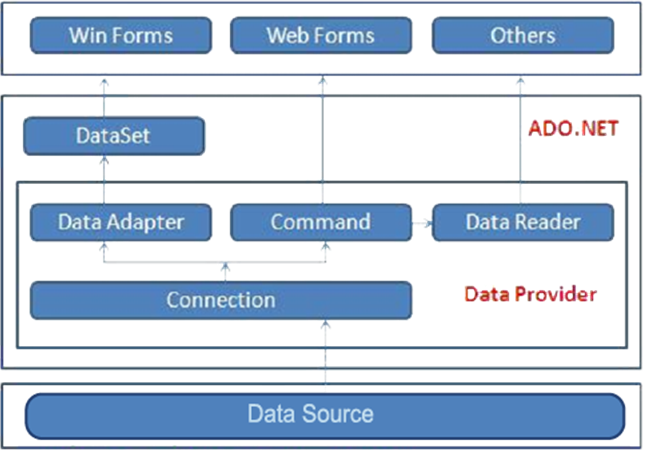 Win Forms
Web Forms
Others
DataSet
ADO.NET
Data Adapter
Command
Data Reader
Connection
Data Provider
Data Source